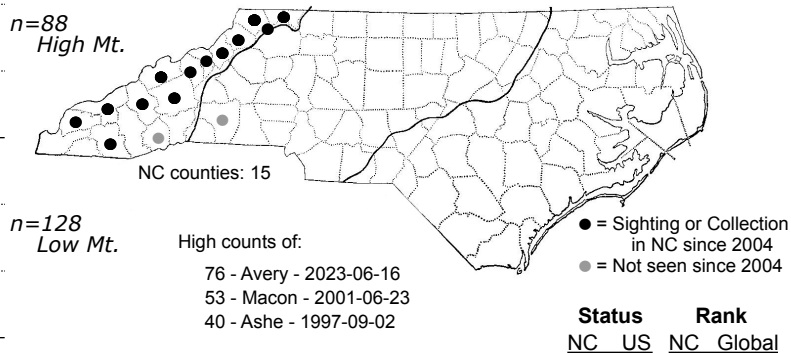 n=88
High Mt.
NC counties: 15
n=128
Low Mt.
High counts of:
76 - Avery - 2023-06-16
53 - Macon - 2001-06-23
40 - Ashe - 1997-09-02
● = Sighting or Collection
in NC since 2004
● = Not seen since 2004
Status Rank
NC US NC Global